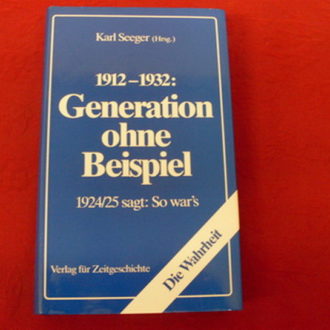 Karl Seeger (Hrsg.)
1912–1932:
Generation
ohne
Beispiel
1924/25 sagt: So war's
Verlag für Zeitgeschichte
Die Wahrheit